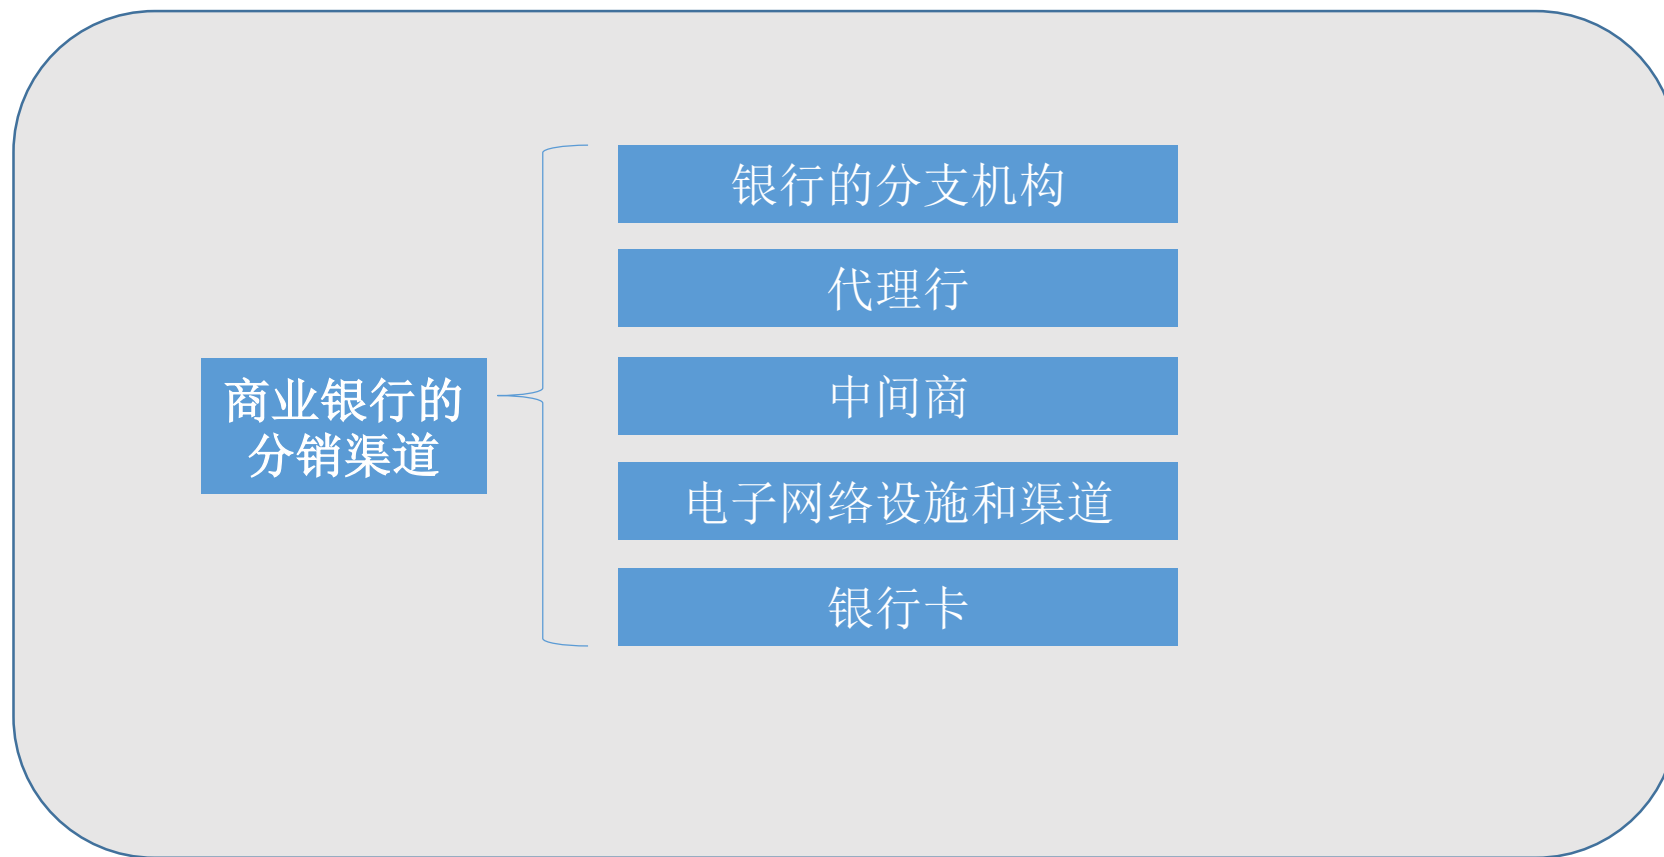 银行的分支机构
代理行
中间商
商业银行的
分销渠道
电子网络设施和渠道
银行卡